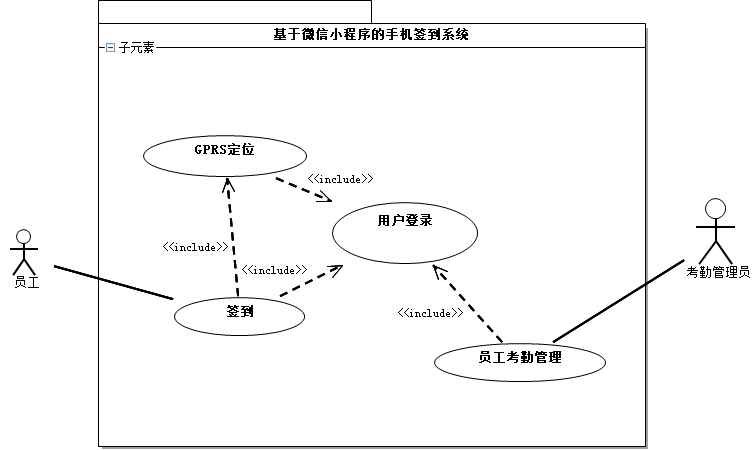 基于微信小程序的手机签到系统
子元素
GPRS定位
<<include>>
用户登录
<<include>>
<<include>>
员工
考勤管理员
签到
<<include>>
员工考勤管理